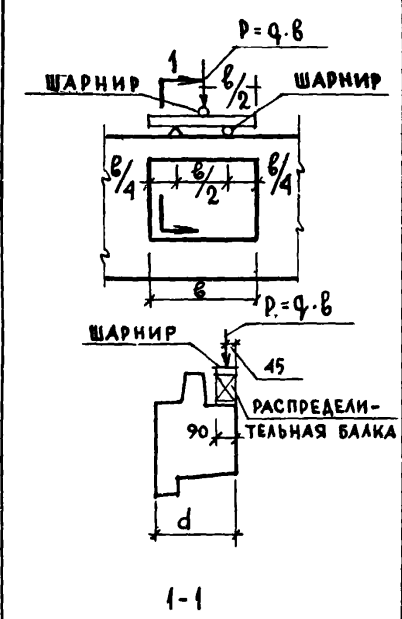 P=q·в
1
ШАРНИР
в/2
ШАРНИР
в/4
в/2
в/4
в
P=q·в
ШАРНИР
45
РАСПРЕДЕЛИ-
ТЕЛЬНАЯ БАЛКА
90
d
1-1